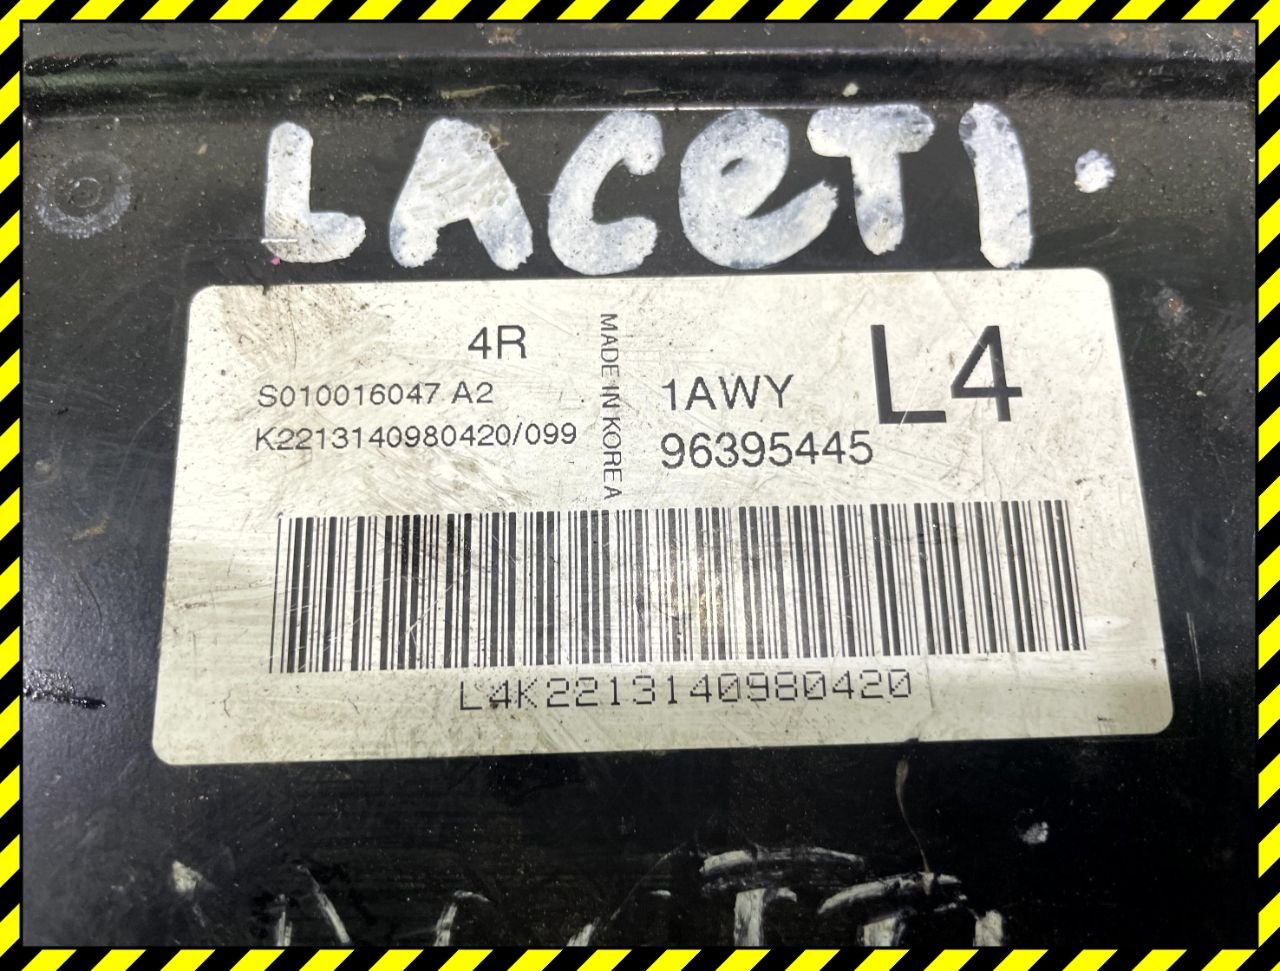 LACeTI.
4R
S010016047 A2
K2213140980420/099
MADE IN KOREA
1AWY
L4
96395445
L4K2213140980420